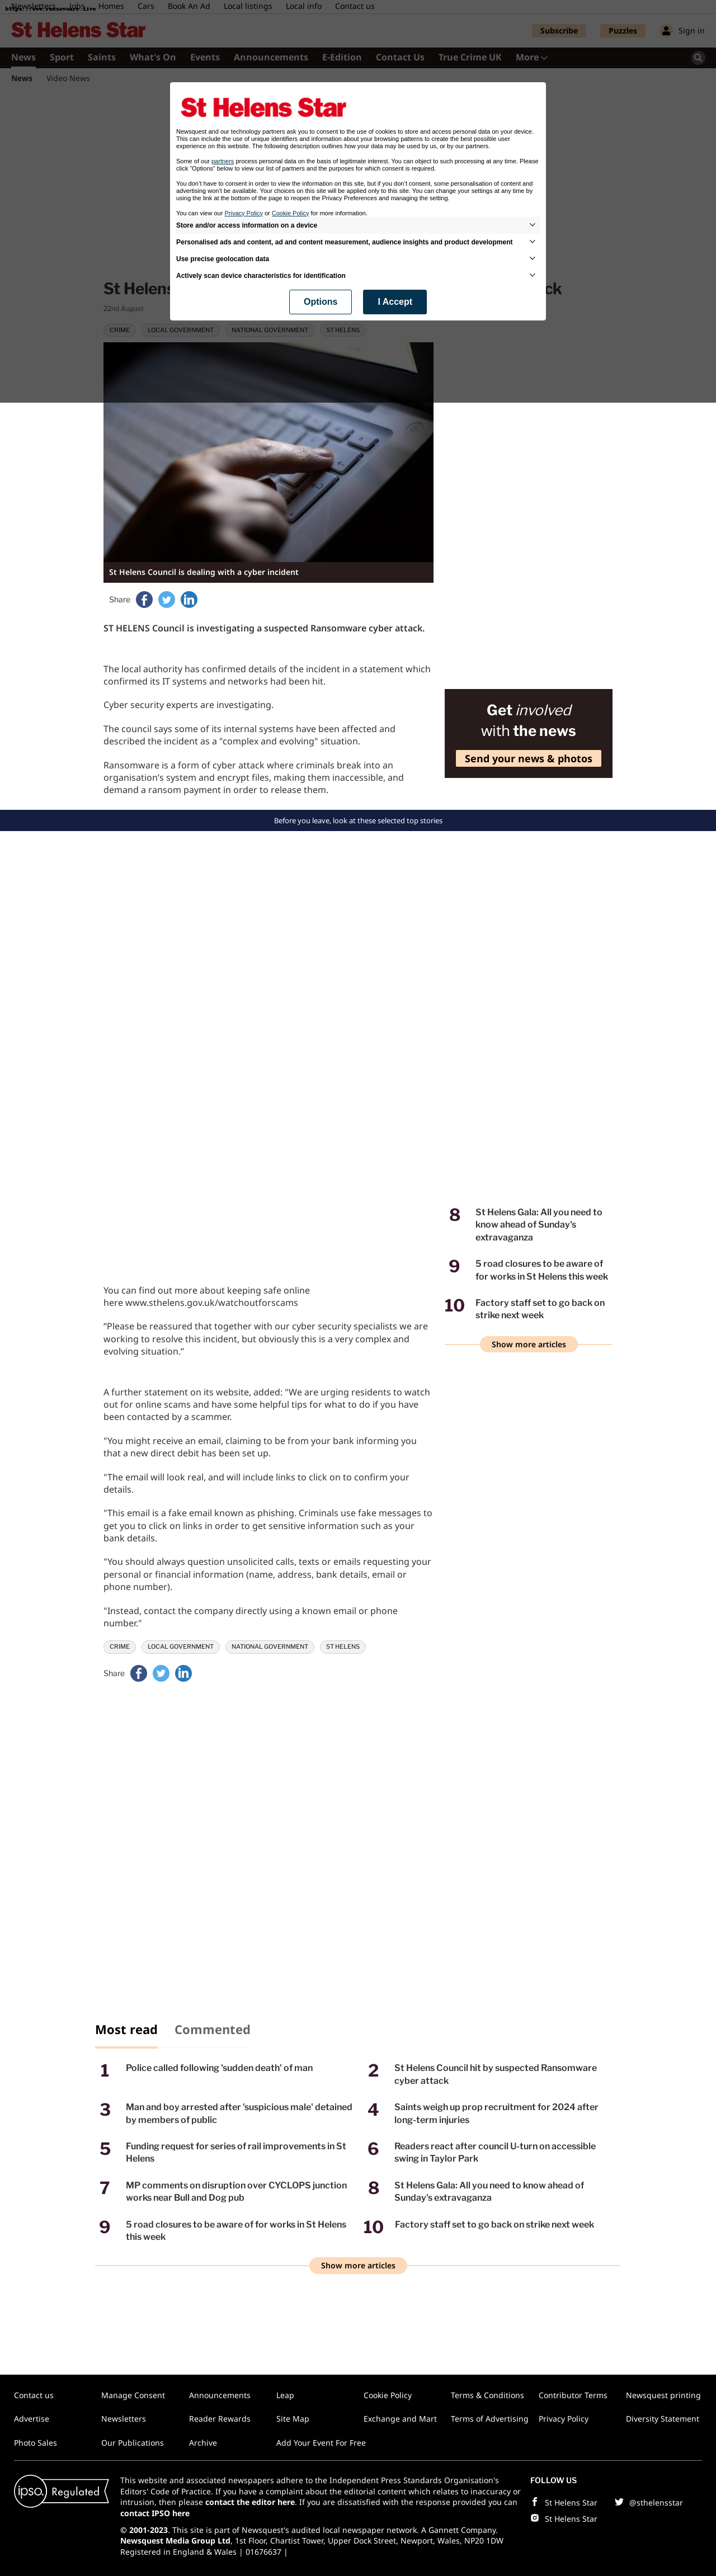 Newsletters Jobs Homes Cars Book An Ad Local listings Local info Contact us
https://www.ransomware.live
St Helens Star
Subscribe Puzzles Sign in
News Sport Saints What's On Events Announcements E-Edition Contact Us True Crime UK More
News Video News
St Helens Star
Newsquest and our technology partners ask you to consent to the use of cookies to store and access personal data on your device.
This can include the use of unique identifiers and information about your browsing patterns to create the best possible user
experience on this website. The following description outlines how your data may be used by us, or by our partners.
Some of our partners process personal data on the basis of legitimate interest. You can object to such processing at any time. Please
click "Options" below to view our list of partners and the purposes for which consent is required.
You don't have to consent in order to view the information on this site, but if you don't consent, some personalisation of content and
advertising won't be available. Your choices on this site will be applied only to this site. You can change your settings at any time by
using the link at the bottom of the page to reopen the Privacy Preferences and managing the setting.
You can view our Privacy Policy or Cookie Policy for more information.
Store and/or access information on a device
Personalised ads and content, ad and content measurement, audience insights and product development
Use precise geolocation data
Actively scan device characteristics for identification
Options I Accept
St Helens
22nd August
CRIME LOCAL GOVERNMENT NATIONAL GOVERNMENT ST HELENS
St Helens Council is dealing with a cyber incident
Share
ST HELENS Council is investigating a suspected Ransomware cyber attack.
The local authority has confirmed details of the incident in a statement which
confirmed its IT systems and networks had been hit.
Cyber security experts are investigating.
The council says some of its internal systems have been affected and
described the incident as a "complex and evolving" situation.
Ransomware is a form of cyber attack where criminals break into an
organisation's system and encrypt files, making them inaccessible, and
demand a ransom payment in order to release them.
Get involved
with the news
Send your news & photos
Before you leave, look at these selected top stories
8 St Helens Gala: All you need to
know ahead of Sunday's
extravaganza
9 5 road closures to be aware of
for works in St Helens this week
10 Factory staff set to go back on
strike next week
Show more articles
You can find out more about keeping safe online
here www.sthelens.gov.uk/watchoutforscams
"Please be reassured that together with our cyber security specialists we are
working to resolve this incident, but obviously this is a very complex and
evolving situation."
A further statement on its website, added: "We are urging residents to watch
out for online scams and have some helpful tips for what to do if you have
been contacted by a scammer.
"You might receive an email, claiming to be from your bank informing you
that a new direct debit has been set up.
"The email will look real, and will include links to click on to confirm your
details.
"This email is a fake email known as phishing. Criminals use fake messages to
get you to click on links in order to get sensitive information such as your
bank details.
"You should always question unsolicited calls, texts or emails requesting your
personal or financial information (name, address, bank details, email or
phone number).
"Instead, contact the company directly using a known email or phone
number."
CRIME LOCAL GOVERNMENT NATIONAL GOVERNMENT ST HELENS
Share
Most read Commented
1 Police called following 'sudden death' of man
2 St Helens Council hit by suspected Ransomware
cyber attack
3 Man and boy arrested after 'suspicious male' detained
by members of public
4 Saints weigh up prop recruitment for 2024 after
long-term injuries
5 Funding request for series of rail improvements in St
Helens
6 Readers react after council U-turn on accessible
swing in Taylor Park
7 MP comments on disruption over CYCLOPS junction
works near Bull and Dog pub
8 St Helens Gala: All you need to know ahead of
Sunday's extravaganza
9 5 road closures to be aware of for works in St Helens
this week
10 Factory staff set to go back on strike next week
Show more articles
Contact us Manage Consent Announcements Leap Cookie Policy Terms & Conditions Contributor Terms Newsquest printing
Advertise Newsletters Reader Rewards Site Map Exchange and Mart Terms of Advertising Privacy Policy Diversity Statement
Photo Sales Our Publications Archive Add Your Event For Free
ipso. Regulated
This website and associated newspapers adhere to the Independent Press Standards Organisation's
Editors' Code of Practice. If you have a complaint about the editorial content which relates to inaccuracy or
intrusion, then please contact the editor here. If you are dissatisfied with the response provided you can
contact IPSO here
© 2001-2023. This site is part of Newsquest's audited local newspaper network. A Gannett Company.
Newsquest Media Group Ltd, 1st Floor, Chartist Tower, Upper Dock Street, Newport, Wales, NP20 1DW
Registered in England & Wales | 01676637 |
FOLLOW US
St Helens Star @sthelensstar
St Helens Star